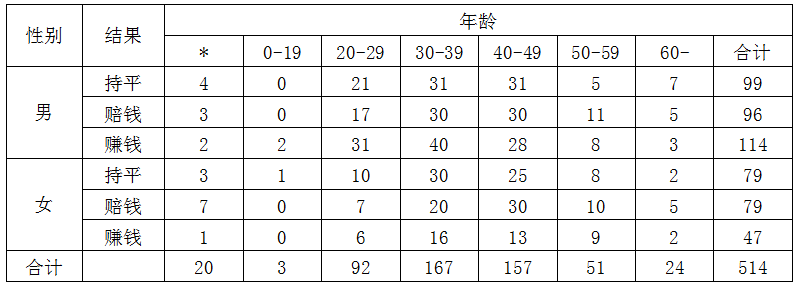 性别 结果 年龄
* 0-19 20-29 30-39 40-49 50-59 60- 合计
男 持平 4 0 21 31 31 5 7 99
赔钱 3 0 17 30 30 11 5 96
赚钱 2 2 31 40 28 8 3 114
女 持平 3 1 10 30 25 8 2 79
赔钱 7 0 7 20 30 10 5 79
赚钱 1 0 6 16 13 9 2 47
合计 20 3 92 167 157 51 24 514